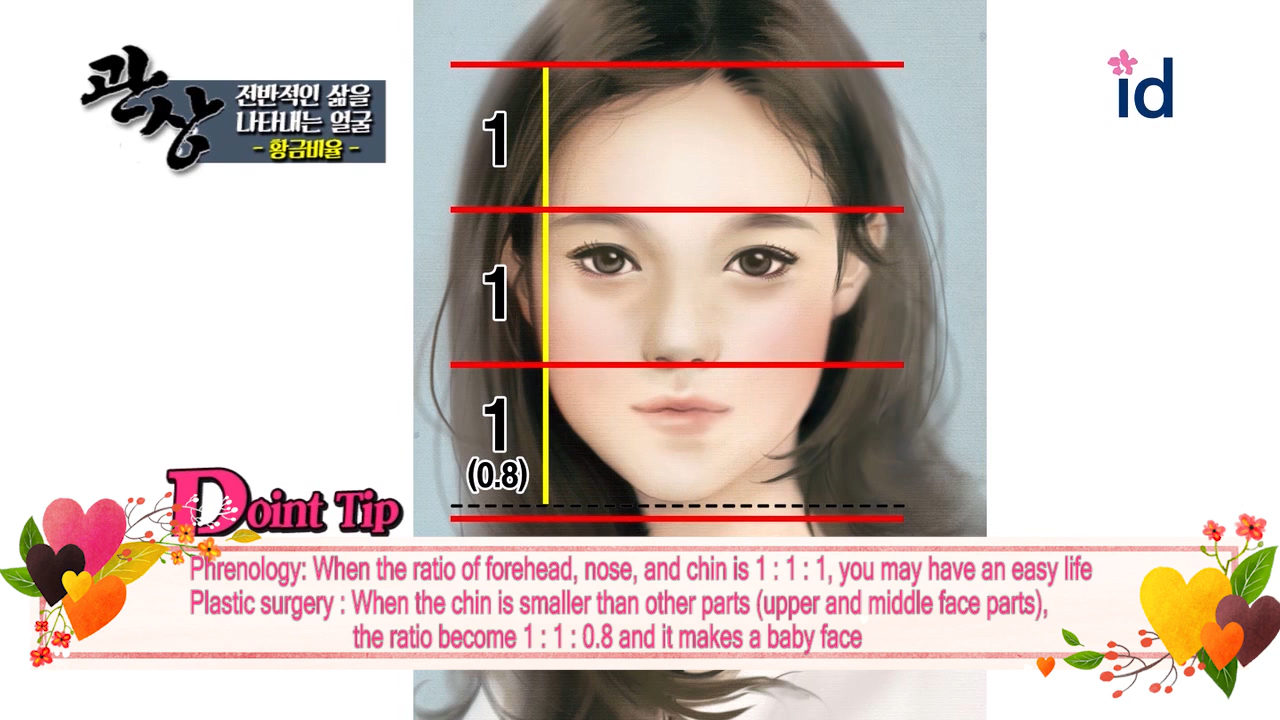 관상
전반적인 삶을
나타내는 얼굴
- 황금비율 -
id
1
1
1
(0.8)
Point Tip
Phrenology: When the ratio of forehead, nose, and chin is 1 : 1 : 1, you may have an easy life
Plastic surgery : When the chin is smaller than other parts (upper and middle face parts),
the ratio become 1 : 1 : 0.8 and it makes a baby face